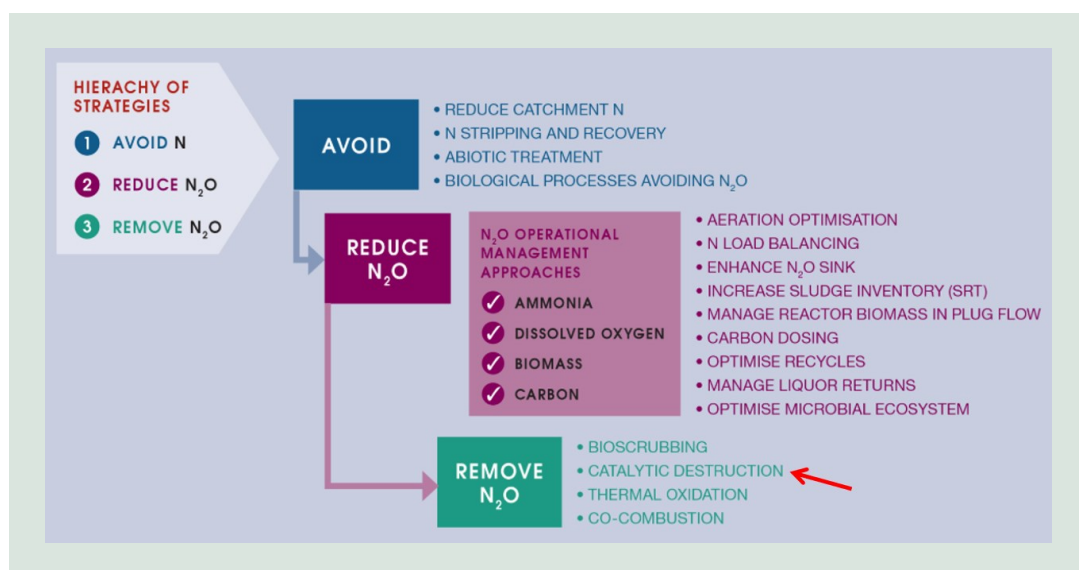 HIERACHY OF
STRATEGIES
1 AVOID N
2 REDUCE N₂O
3 REMOVE N₂O
AVOID
• REDUCE CATCHMENT N
• N STRIPPING AND RECOVERY
• ABIOTIC TREATMENT
• BIOLOGICAL PROCESSES AVOIDING N₂O
REDUCE
N₂O
N₂O OPERATIONAL
MANAGEMENT
APPROACHES
✓ AMMONIA
✓ DISSOLVED OXYGEN
✓ BIOMASS
✓ CARBON
• AERATION OPTIMISATION
• N LOAD BALANCING
• ENHANCE N₂O SINK
• INCREASE SLUDGE INVENTORY (SRT)
• MANAGE REACTOR BIOMASS IN PLUG FLOW
• CARBON DOSING
• OPTIMISE RECYCLES
• MANAGE LIQUOR RETURNS
• OPTIMISE MICROBIAL ECOSYSTEM
REMOVE
N₂O
• BIOSCRUBBING
• CATALYTIC DESTRUCTION
• THERMAL OXIDATION
• CO-COMBUSTION